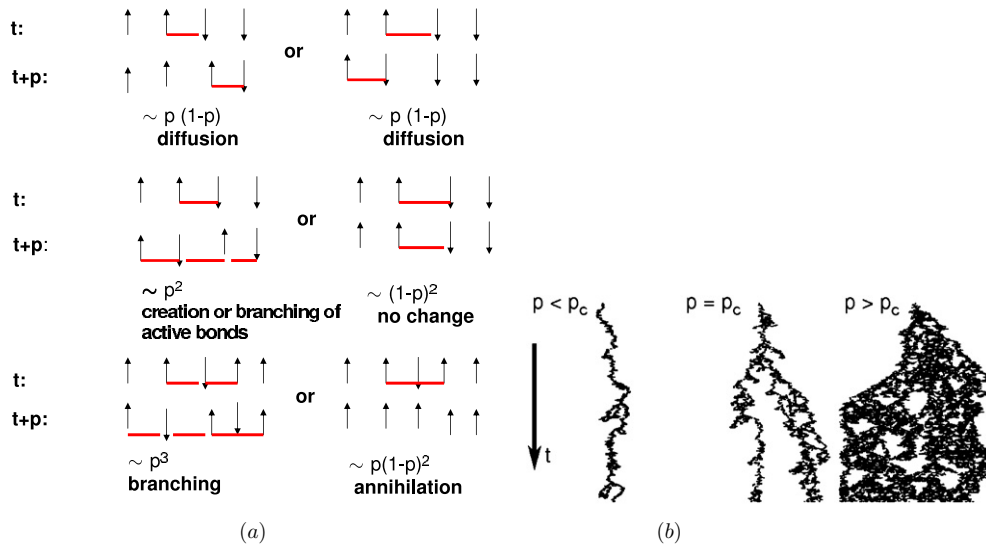 t:
or
t+p:
~ p (1-p)
diffusion
~ p (1-p)
diffusion
t:
or
t+p:
~ p²
creation or branching of
active bonds
~ (1-p)²
no change
t:
or
t+p:
~ p³
branching
~ p(1-p)²
annihilation
(a)
p < p_c
p = p_c
p > p_c
t
(b)